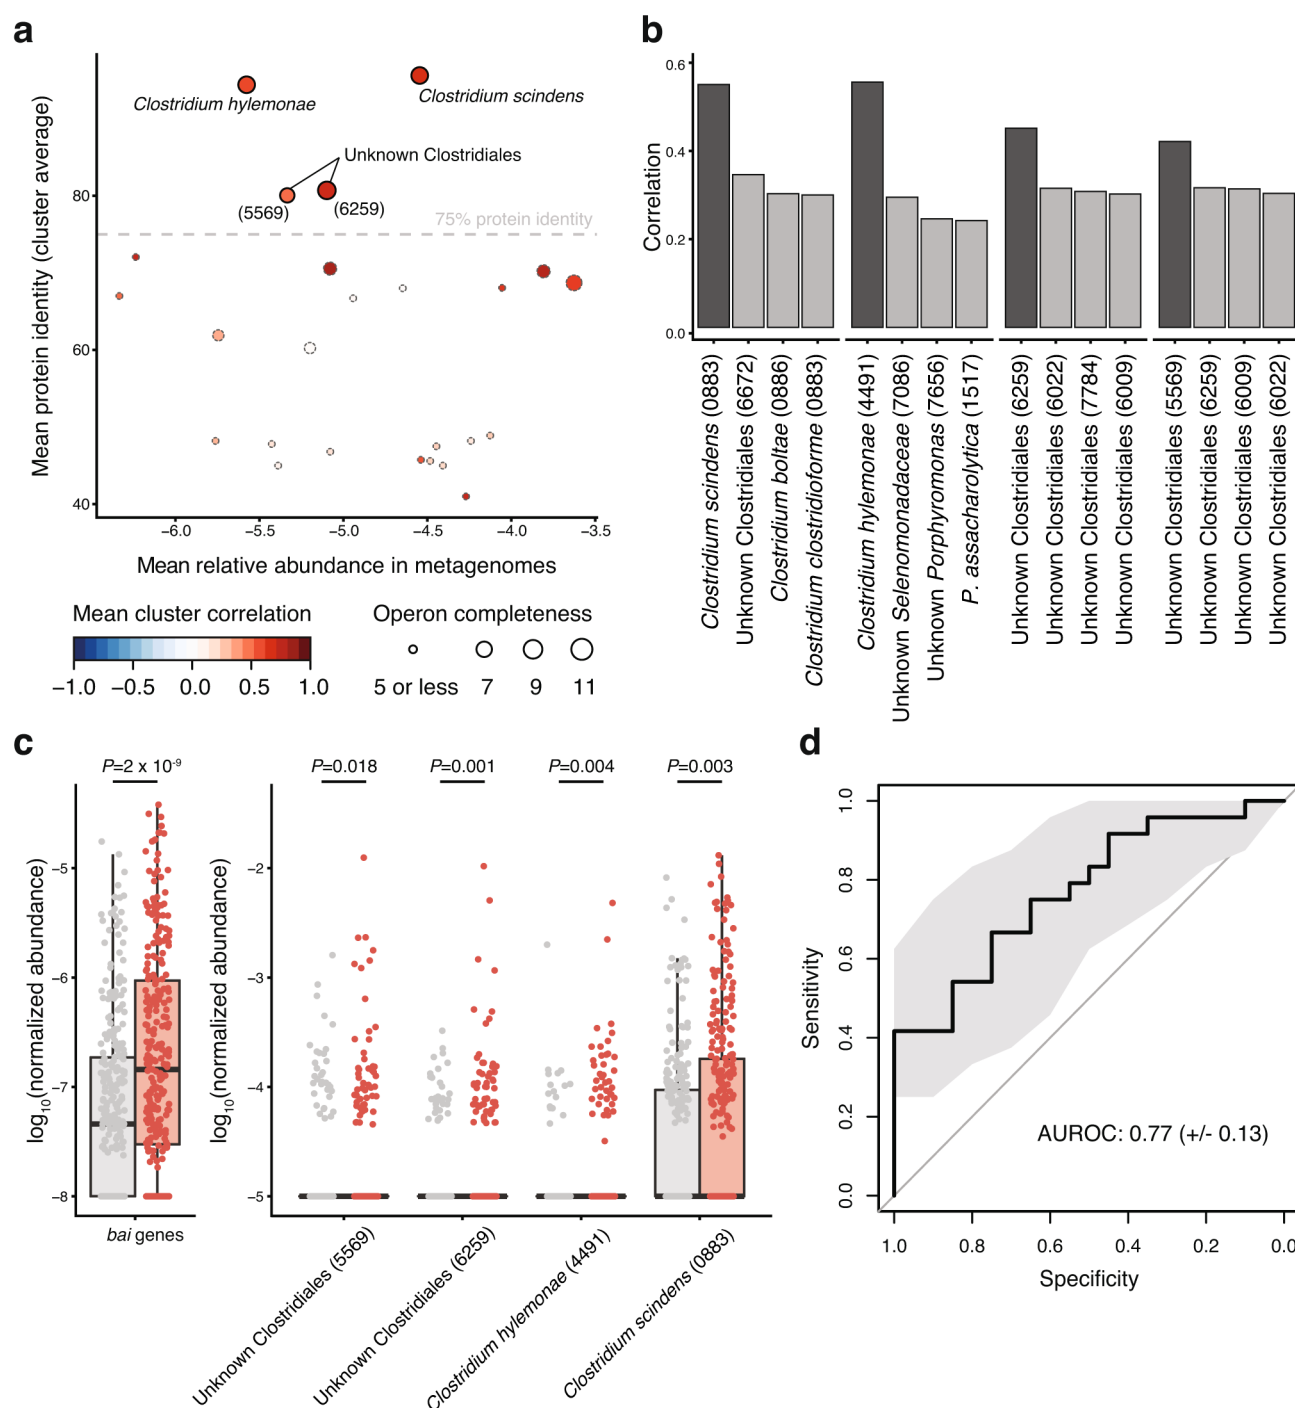 a
Mean protein identity (cluster average)
80
60
40
Clostridium hylemonae
Clostridium scindens
Unknown Clostridiales
(5569)
(6259)
75% protein identity
−6.0
−5.5
−5.0
−4.5
−4.0
−3.5
Mean relative abundance in metagenomes
Mean cluster correlation
−1.0
−0.5
0.0
0.5
1.0
Operon completeness
5 or less
7
9
11
b
Correlation
0.6
0.4
0.2
0.0
Clostridium scindens (0883)
Unknown Clostridiales (6672)
Clostridium boltae (0886)
Clostridium clostridioforme (0883)
Clostridium hylemonae (4491)
Unknown Selenomonadaceae (7086)
Unknown Porphyromonas (7656)
P. assacharolytica (1517)
Unknown Clostridiales (6259)
Unknown Clostridiales (6022)
Unknown Clostridiales (7784)
Unknown Clostridiales (6009)
Unknown Clostridiales (5569)
Unknown Clostridiales (6259)
Unknown Clostridiales (6009)
Unknown Clostridiales (6022)
c
P=2 x 10-9
log10(normalized abundance)
−5
−6
−7
−8
bai genes
P=0.018
P=0.001
P=0.004
P=0.003
log10(normalized abundance)
−2
−3
−4
−5
Unknown Clostridiales (5569)
Unknown Clostridiales (6259)
Clostridium hylemonae (4491)
Clostridium scindens (0883)
d
Sensitivity
1.0
0.8
0.6
0.4
0.2
0.0
AUROC: 0.77 (+/- 0.13)
1.0
0.8
0.6
0.4
0.2
0.0
Specificity